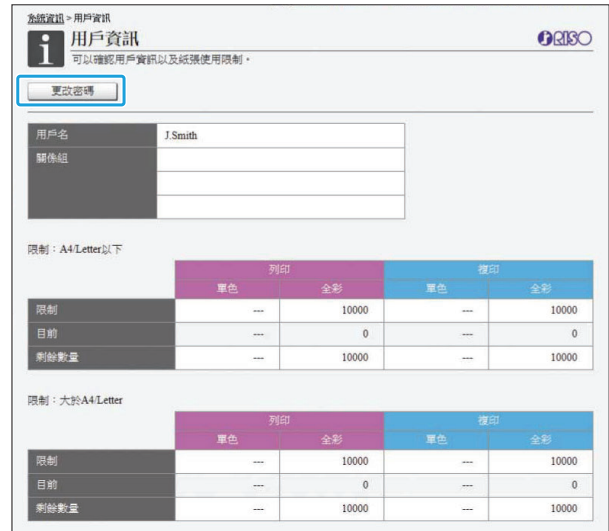 系統資訊 > 用戶資訊
i 用戶資訊
RISO
可以確認用戶資訊以及紙張使用限制。
更改密碼
用戶名 J.Smith
關係組
限制：A4/Letter以下
列印 複印
單色 全彩 單色 全彩
限制 --- 10000 --- 10000
目前 --- 0 --- 0
剩餘數量 --- 10000 --- 10000
限制：大於A4/Letter
列印 複印
單色 全彩 單色 全彩
限制 --- 10000 --- 10000
目前 --- 0 --- 0
剩餘數量 --- 10000 --- 10000